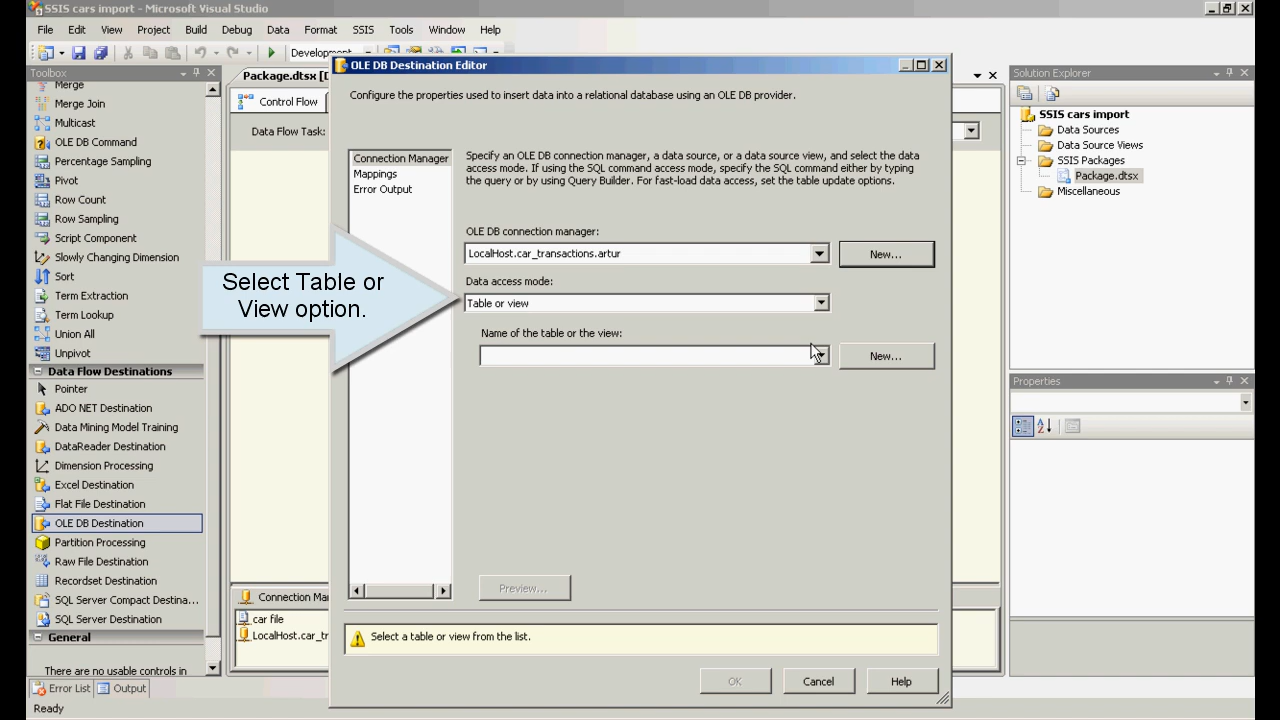 SSIS cars import - Microsoft Visual Studio
File Edit View Project Build Debug Data Format SSIS Tools Window Help
Development
Toolbox
Merge
Merge Join
Multicast
OLE DB Command
Percentage Sampling
Pivot
Row Count
Row Sampling
Script Component
Slowly Changing Dimension
Sort
Term Extraction
Term Lookup
Union All
Unpivot
Data Flow Destinations
Pointer
ADO NET Destination
Data Mining Model Training
DataReader Destination
Dimension Processing
Excel Destination
Flat File Destination
OLE DB Destination
Partition Processing
Raw File Destination
Recordset Destination
SQL Server Compact Destina...
SQL Server Destination
General
There are no usable controls in
Error List Output
Ready
Package.dtsx [D
Control Flow
Data Flow Task:
Connection Ma
car file
LocalHost.car_tr
OLE DB Destination Editor
Configure the properties used to insert data into a relational database using an OLE DB provider.
Connection Manager
Mappings
Error Output
Specify an OLE DB connection manager, a data source, or a data source view, and select the data
access mode. If using the SQL command access mode, specify the SQL command either by typing
the query or by using Query Builder. For fast-load data access, set the table update options.
OLE DB connection manager:
LocalHost.car_transactions.artur
New...
Data access mode:
Table or view
Name of the table or the view:
New...
Preview...
Select a table or view from the list.
OK Cancel Help
Select Table or
View option.
Solution Explorer
SSIS cars import
Data Sources
Data Source Views
SSIS Packages
Package.dtsx
Miscellaneous
Properties